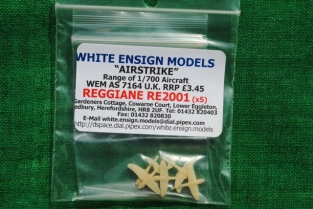 WHITE ENSIGN MODELS
"AIRSTRIKE"
Range of 1/700 Aircraft
WEM AS 7164 U.K. RRP £3.45
REGGIANE RE2001 (x5)
Gardeners Cottage, Cowarne Court, Lower Eggleton,
Ledbury, Herefordshire, HR8 2UF. Tel: 01432 820403
Fax: 01432 820830
E-Mail white.ensign.models@dial.pipex.com
http://dspace.dial.pipex.com/white.ensign.models